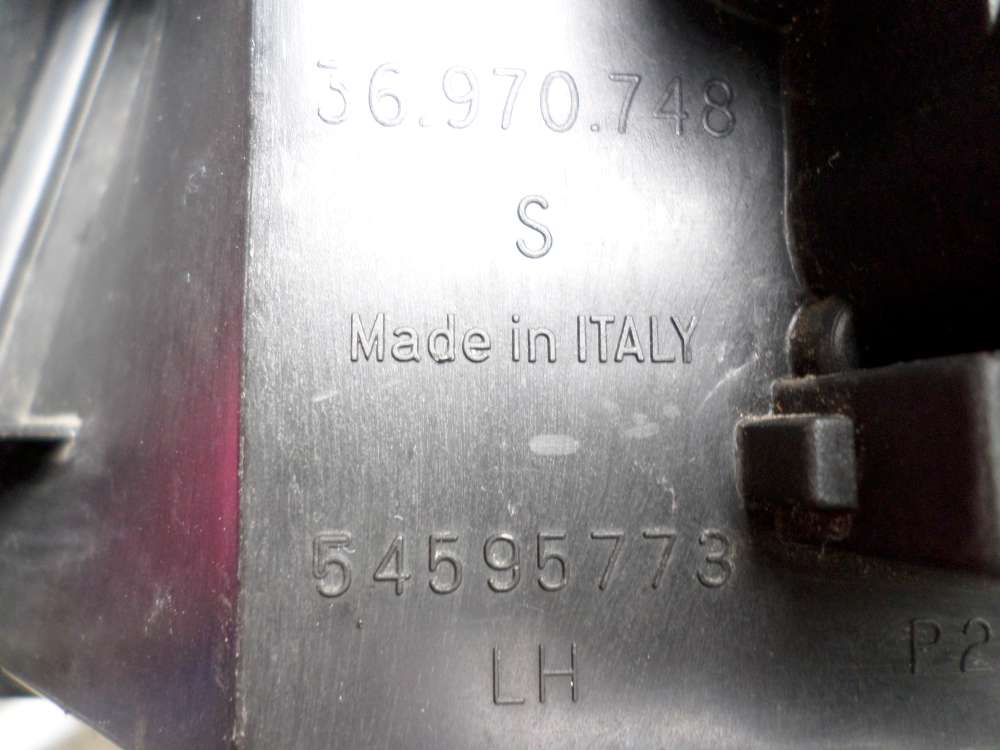 36.970.748
S
Made in ITALY
54595773
LH
P2